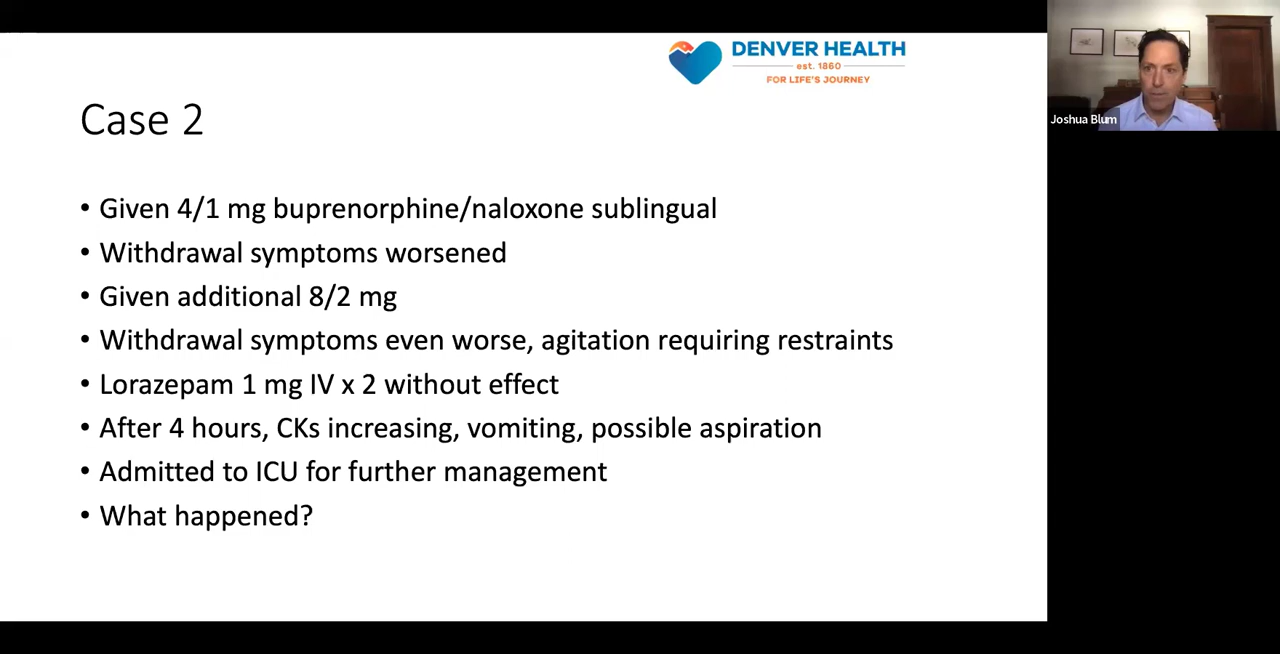 DENVER HEALTH
est. 1860
FOR LIFE'S JOURNEY
Joshua Blum
Case 2
• Given 4/1 mg buprenorphine/naloxone sublingual
• Withdrawal symptoms worsened
• Given additional 8/2 mg
• Withdrawal symptoms even worse, agitation requiring restraints
• Lorazepam 1 mg IV x 2 without effect
• After 4 hours, CKs increasing, vomiting, possible aspiration
• Admitted to ICU for further management
• What happened?